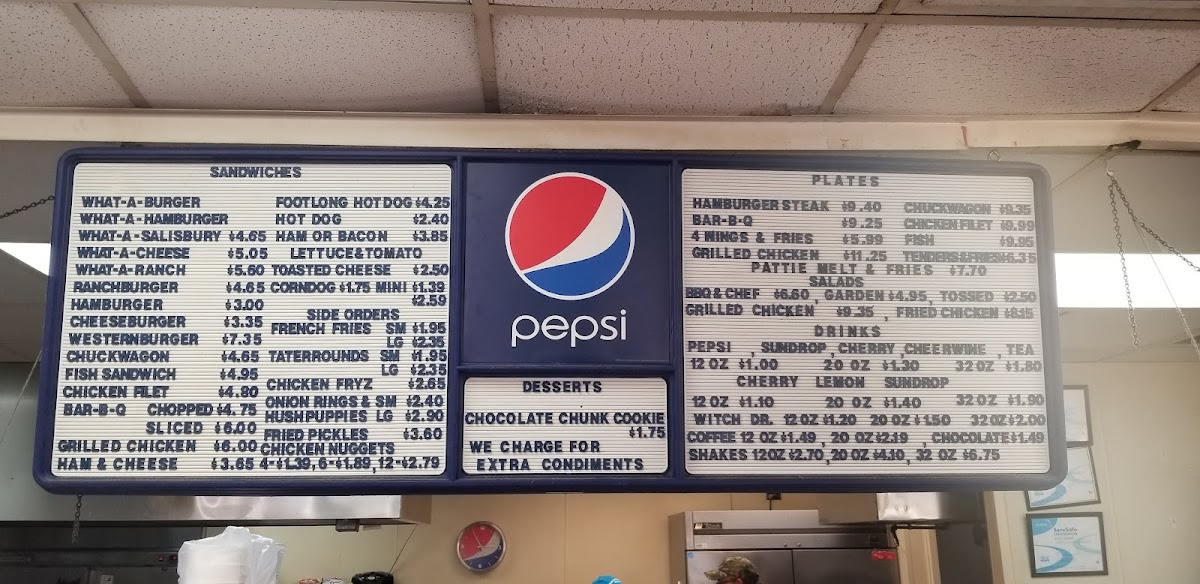 SANDWICHES
WHAT-A-BURGER
WHAT-A-HAMBURGER
WHAT-A-SALISBURY $4.65
WHAT-A-CHEESE $5.05
WHAT-A-RANCH $5.60
RANCHBURGER $4.65
HAMBURGER $3.00
CHEESEBURGER $3.35
WESTERNBURGER $7.35
CHUCKWAGON $4.65
FISH SANDWICH $4.95
CHICKEN FILET $4.80
BAR-B-Q CHOPPED $4.75
SLICED $6.00
GRILLED CHICKEN $6.00
HAM & CHEESE $3.65
FOOTLONG HOT DOG $4.25
HOT DOG $2.40
HAM OR BACON $3.85
LETTUCE & TOMATO
TOASTED CHEESE $2.50
CORNDOG $1.75 MINI $1.39
$2.59
SIDE ORDERS
FRENCH FRIES SM $1.95
LG $2.35
TATERROUNDS SM $1.95
LG $2.35
CHICKEN FRYZ $2.65
ONION RINGS & SM $2.40
HUSHPUPPIES LG $2.90
FRIED PICKLES $3.60
CHICKEN NUGGETS
4-$1.39, 6-$1.89, 12-$2.79
pepsi
DESSERTS
CHOCOLATE CHUNK COOKIE
$1.75
WE CHARGE FOR
EXTRA CONDIMENTS
PLATES
HAMBURGER STEAK $9.40 CHUCKWAGON $9.35
BAR-B-Q $9.25 CHICKEN FILET $9.99
4 WINGS & FRIES $5.99 FISH $9.95
GRILLED CHICKEN $11.25 TENDERS & FRIES $6.35
PATTIE MELT & FRIES $7.70
SALADS
BBQ & CHEF $6.60, GARDEN $4.95, TOSSED $2.50
GRILLED CHICKEN $9.35, FRIED CHICKEN $8.15
DRINKS
PEPSI , SUNDROP , CHERRY , CHEERWINE , TEA
12 OZ $1.00 20 OZ $1.30 32 OZ $1.80
CHERRY LEMON SUNDROP
12 OZ $1.10 20 OZ $1.40 32 OZ $1.90
WITCH DR. 12 OZ $1.20 20 OZ $1.50 32 OZ $2.00
COFFEE 12 OZ $1.49 , 20 OZ $2.19 , CHOCOLATE $1.49
SHAKES 12 OZ $2.70, 20 OZ $4.10, 32 OZ $6.75
ServSafe